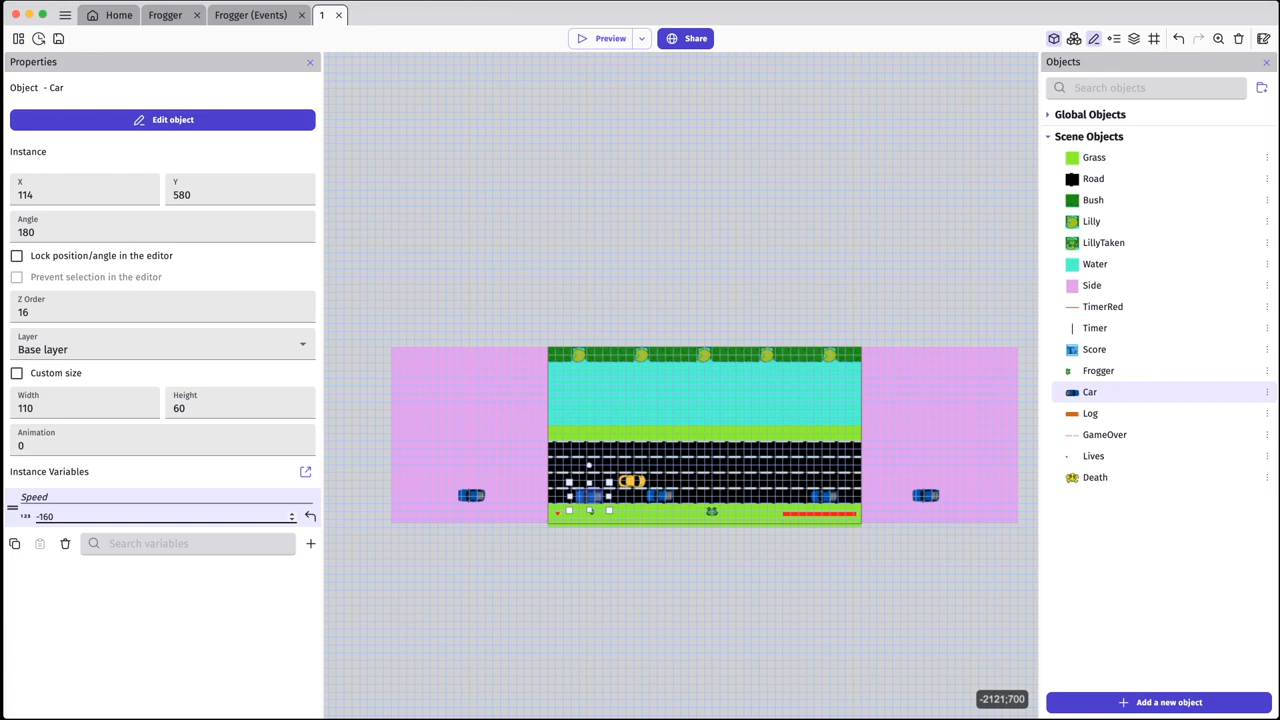 Home
Frogger
Frogger (Events)
1
Preview
Share
Properties
Object - Car
Edit object
Instance
X
114
Y
580
Angle
180
Lock position/angle in the editor
Prevent selection in the editor
Z Order
16
Layer
Base layer
Custom size
Width
110
Height
60
Animation
0
Instance Variables
Speed
-160
Search variables
-2121;700
Objects
Search objects
Global Objects
Scene Objects
Grass
Road
Bush
Lilly
LillyTaken
Water
Side
TimerRed
Timer
Score
Frogger
Car
Log
GameOver
Lives
Death
Add a new object